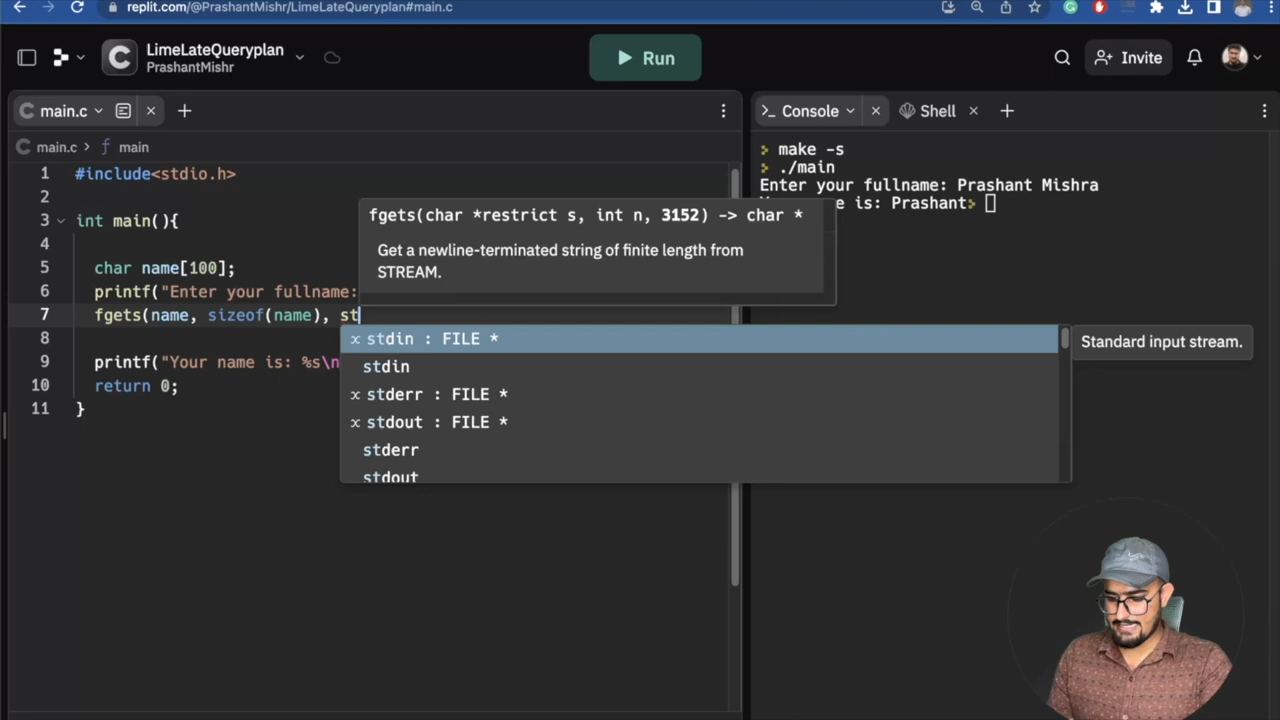 replit.com/@PrashantMishr/LimeLateQueryplan#main.c
LimeLateQueryplan
PrashantMishr
Run
Invite
main.c
Console
Shell
main.c > f main
1 #include<stdio.h>
2
3 int main(){
4
5 char name[100];
6 printf("Enter your fullname:
7 fgets(name, sizeof(name), st
8
9 printf("Your name is: %s\n
10 return 0;
11 }
fgets(char *restrict s, int n, 3152) -> char *
Get a newline-terminated string of finite length from
STREAM.
x stdin : FILE *
stdin
x stderr : FILE *
x stdout : FILE *
stderr
stdout
Standard input stream.
> make -s
> ./main
Enter your fullname: Prashant Mishra
is: Prashant>